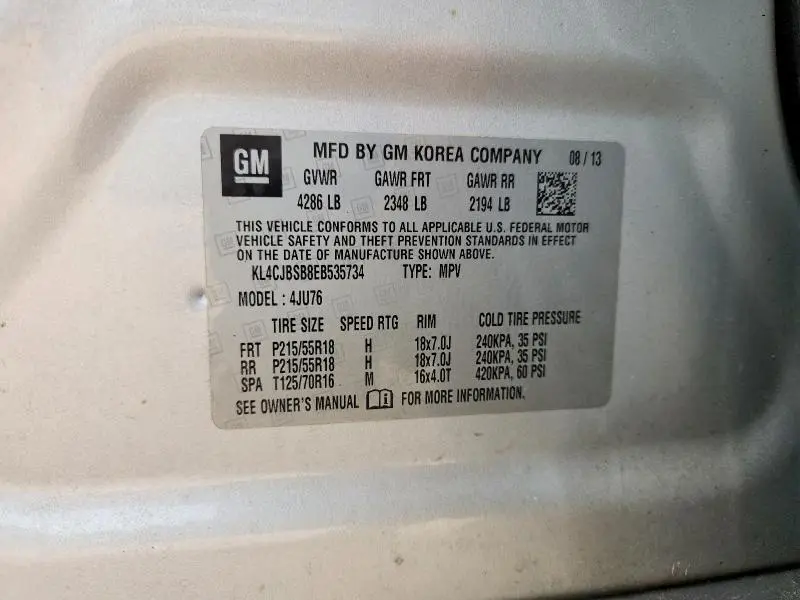 GM MFD BY GM KOREA COMPANY 08 / 13
GVWR GAWR FRT GAWR RR
4286 LB 2348 LB 2194 LB
THIS VEHICLE CONFORMS TO ALL APPLICABLE U.S. FEDERAL MOTOR
VEHICLE SAFETY AND THEFT PREVENTION STANDARDS IN EFFECT
ON THE DATE OF MANUFACTURE SHOWN ABOVE.
KL4CJBSB8EB535734 TYPE: MPV
MODEL : 4JU76
TIRE SIZE SPEED RTG RIM COLD TIRE PRESSURE
FRT P215/55R18 H 18x7.0J 240KPA, 35 PSI
RR P215/55R18 H 18x7.0J 240KPA, 35 PSI
SPA T125/70R16 M 16x4.0T 420KPA, 60 PSI
SEE OWNER'S MANUAL FOR MORE INFORMATION.